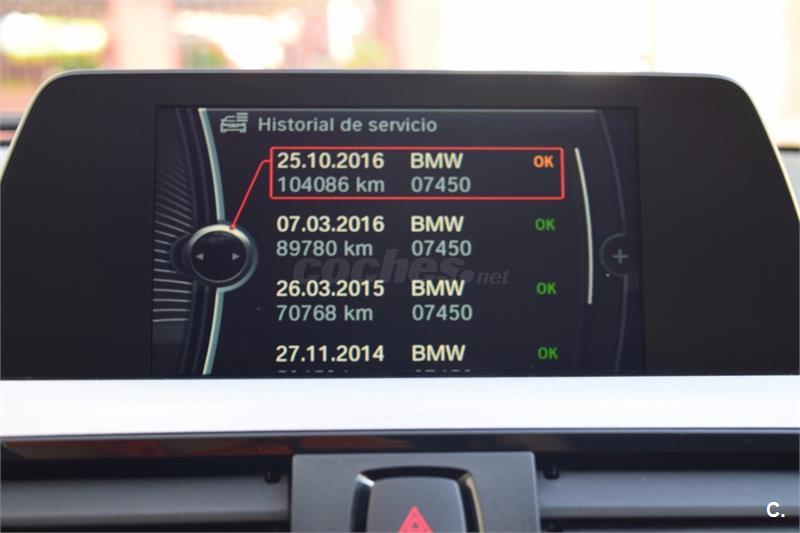 Historial de servicio
25.10.2016 BMW OK
104086 km 07450
07.03.2016 BMW OK
89780 km 07450
coches.net
26.03.2015 BMW OK
70768 km 07450
27.11.2014 BMW OK
C.